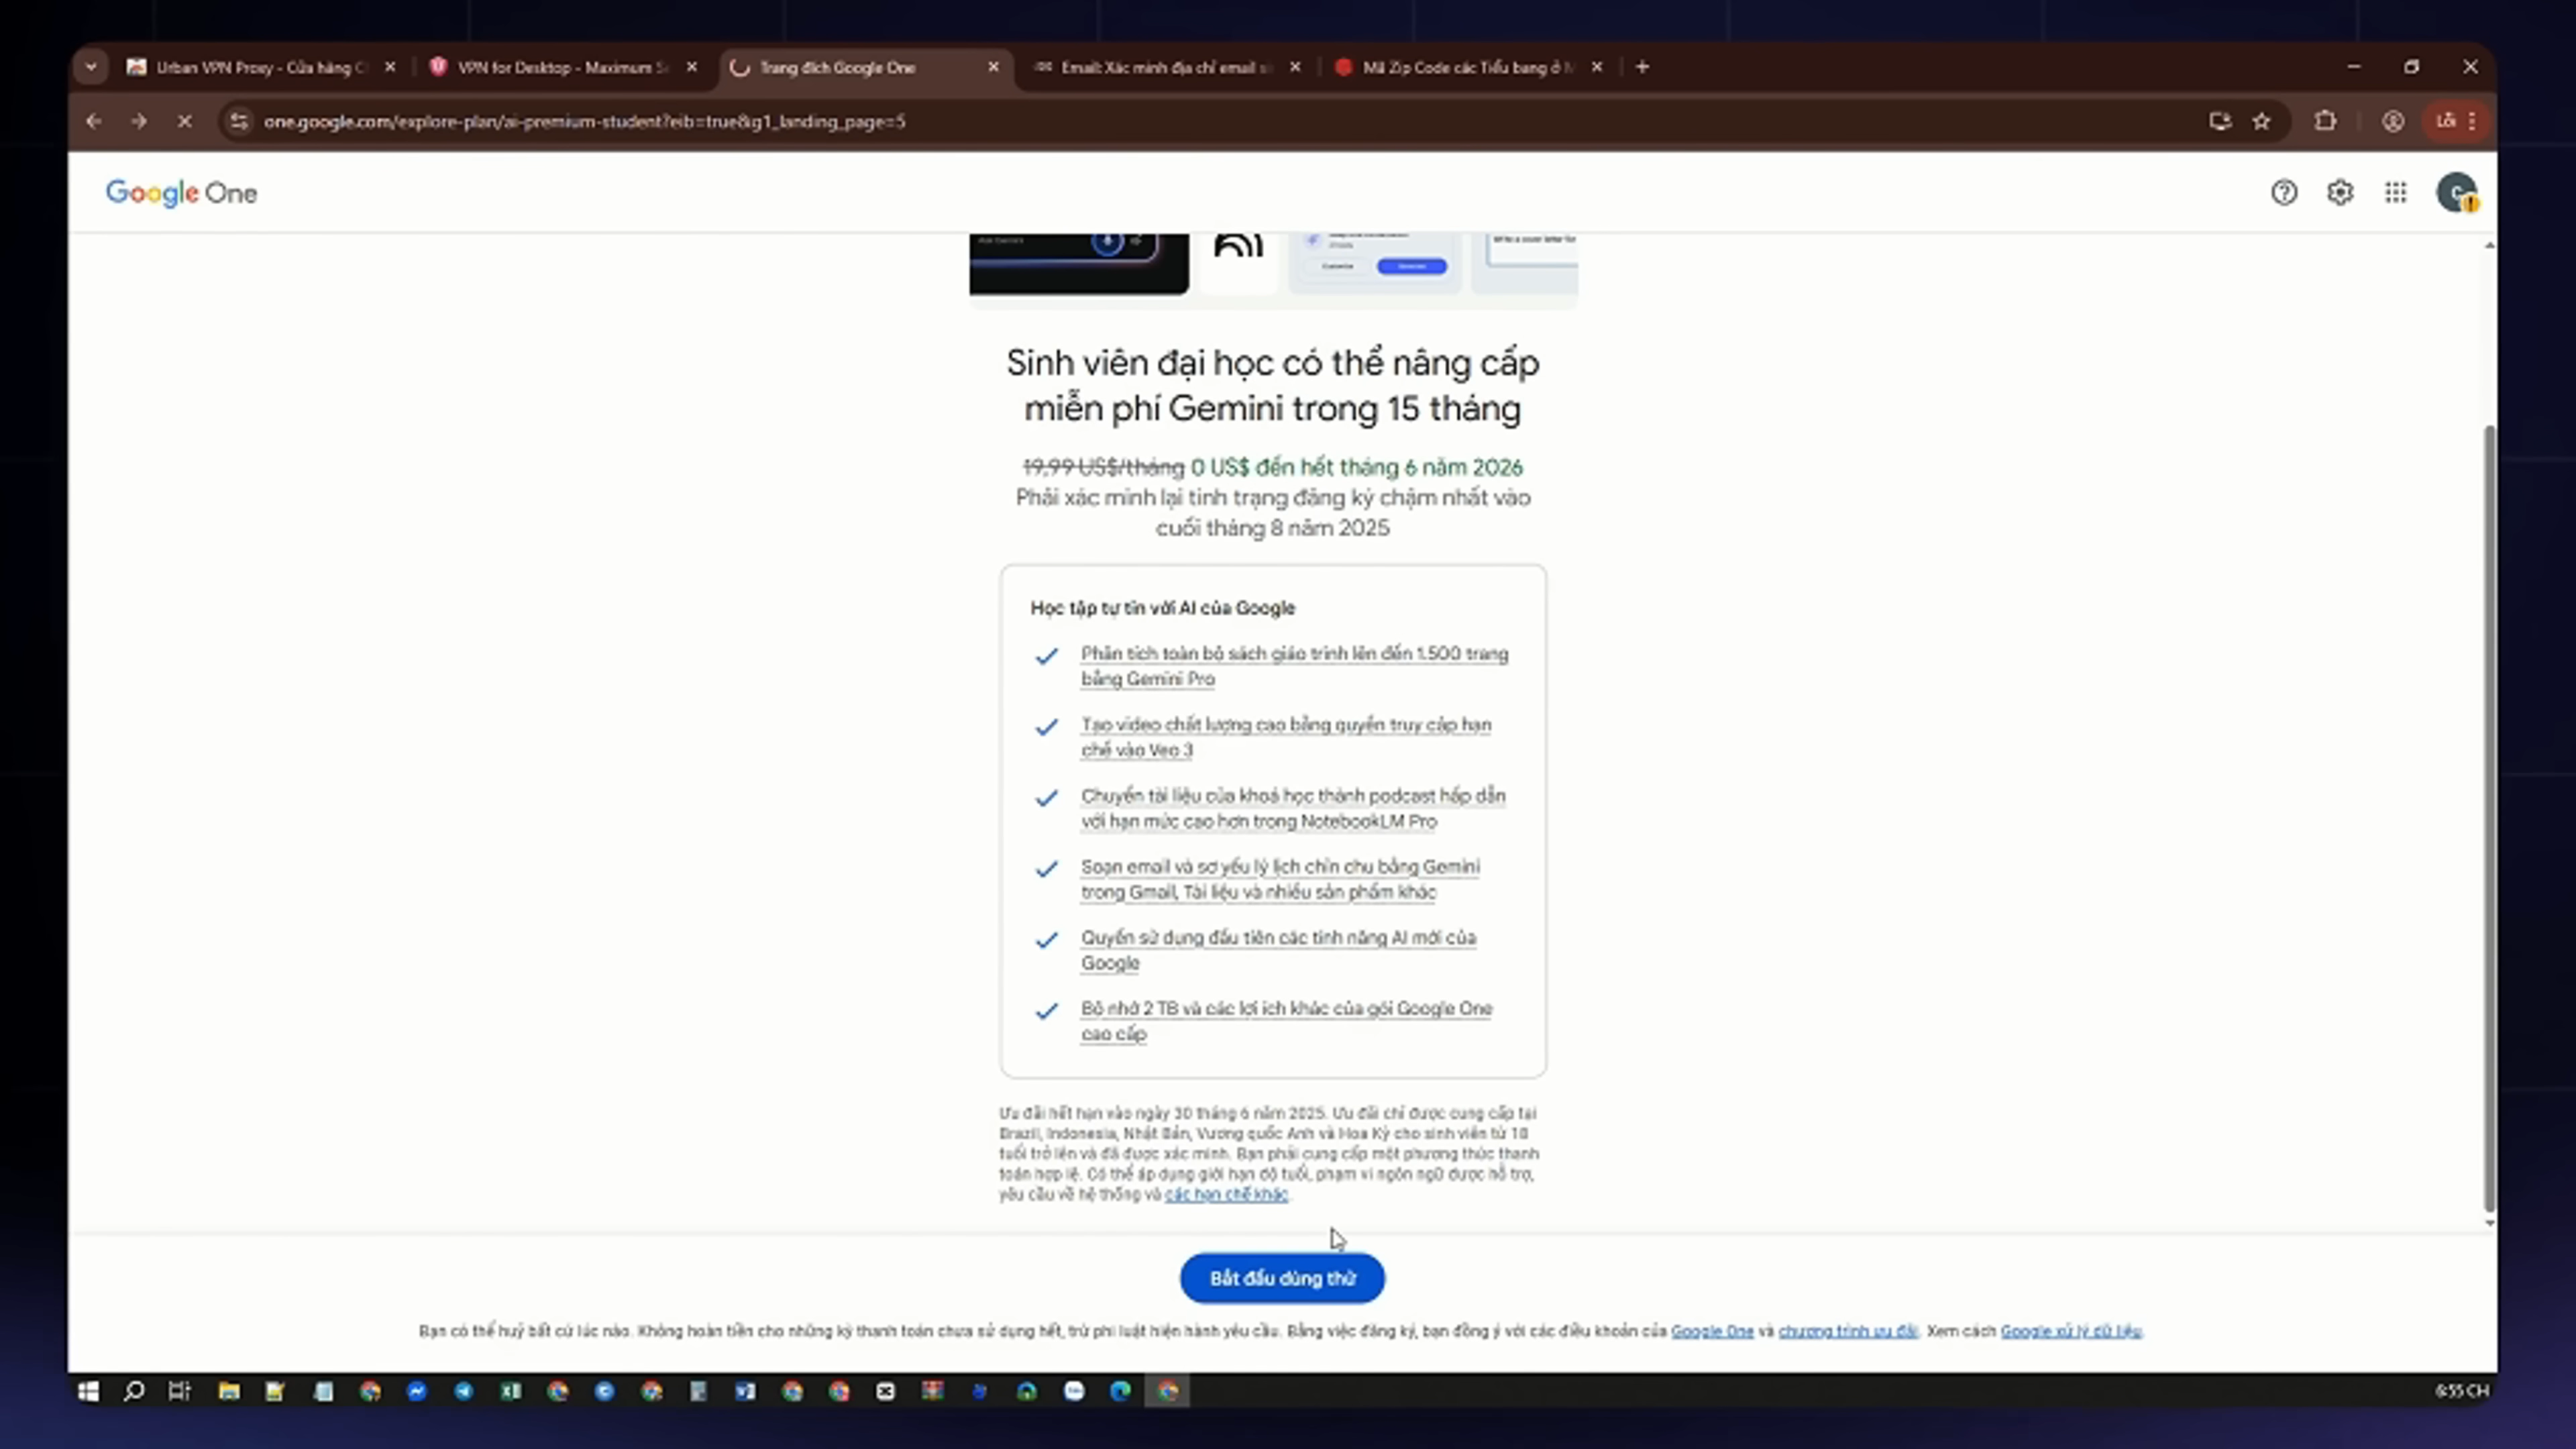 Urban VPN Proxy - Cửa hàng C
VPN for Desktop - Maximum S
Trang đích Google One
Email: Xác minh địa chỉ email s
Mã Zip Code các Tiểu bang ở M
one.google.com/explore-plan/ai-premium-student?eib=true&g1_landing_page=5
Lỗi
Google One
Sinh viên đại học có thể nâng cấp
miễn phí Gemini trong 15 tháng
19,99 US$/tháng 0 US$ đến hết tháng 6 năm 2026
Phải xác minh lại tình trạng đăng ký chậm nhất vào
cuối tháng 8 năm 2025
Học tập tự tin với AI của Google
Phân tích toàn bộ sách giáo trình lên đến 1.500 trang
bằng Gemini Pro
Tạo video chất lượng cao bằng quyền truy cập hạn
chế vào Veo 3
Chuyển tài liệu của khoá học thành podcast hấp dẫn
với hạn mức cao hơn trong NotebookLM Pro
Soạn email và sơ yếu lý lịch chỉn chu bằng Gemini
trong Gmail, Tài liệu và nhiều sản phẩm khác
Quyền sử dụng đầu tiên các tính năng AI mới của
Google
Bộ nhớ 2 TB và các lợi ích khác của gói Google One
cao cấp
Ưu đãi hết hạn vào ngày 30 tháng 6 năm 2025. Ưu đãi chỉ được cung cấp tại
Brazil, Indonesia, Nhật Bản, Vương quốc Anh và Hoa Kỳ cho sinh viên từ 18
tuổi trở lên và đã được xác minh. Bạn phải cung cấp một phương thức thanh
toán hợp lệ. Có thể áp dụng giới hạn độ tuổi, phạm vi ngôn ngữ được hỗ trợ,
yêu cầu về hệ thống và các hạn chế khác.
Bắt đầu dùng thử
Bạn có thể huỷ bất cứ lúc nào. Không hoàn tiền cho những kỳ thanh toán chưa sử dụng hết, trừ phi luật hiện hành yêu cầu. Bằng việc đăng ký, bạn đồng ý với các điều khoản của Google One và chương trình ưu đãi. Xem cách Google xử lý dữ liệu.
6:55 CH